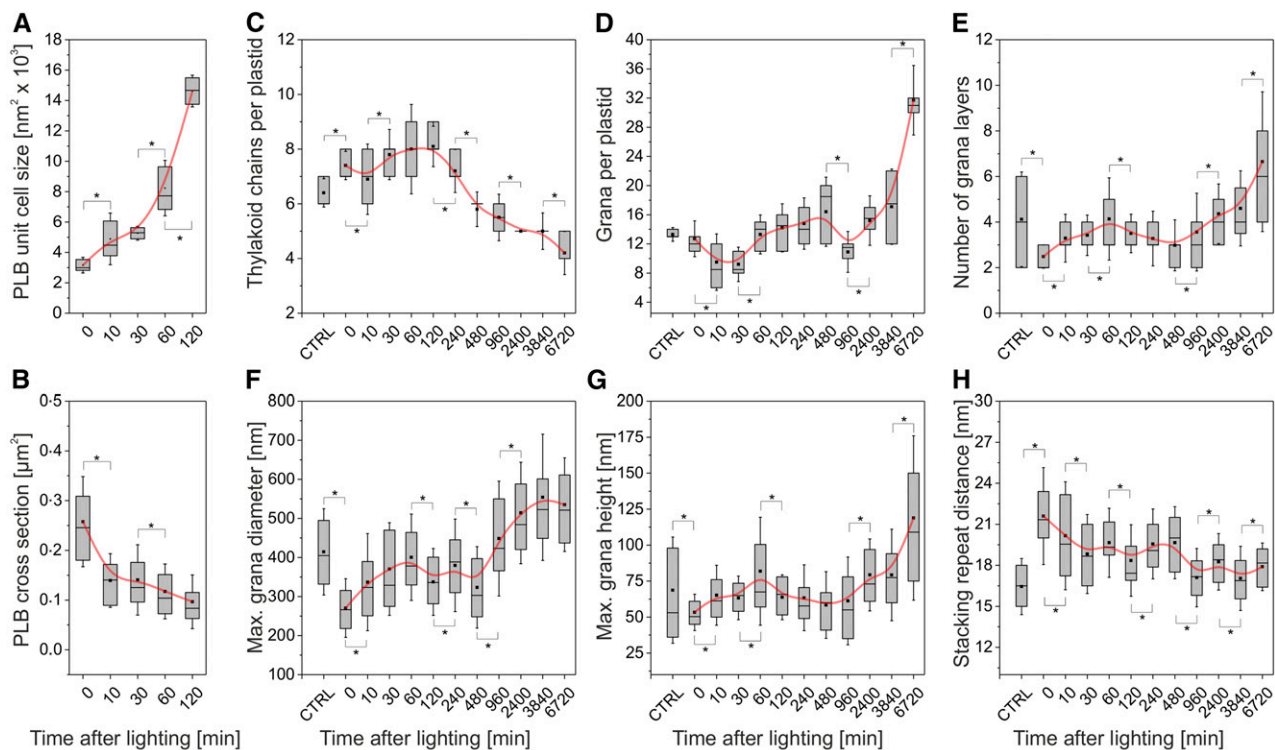 A
PLB unit cell size [nm² x 10³]
18
16
14
12
10
8
6
4
2
0
* * *
0 10 30 60 120
C
Thylakoid chains per plastid
12
10
8
6
4
2
* * * * * * *
CTRL 0 10 30 60 120 240 480 960 2400 3840 6720
D
Grana per plastid
40
36
32
28
24
20
16
12
8
4
* * * * *
CTRL 0 10 30 60 120 240 480 960 2400 3840 6720
E
Number of grana layers
12
10
8
6
4
2
0
* * * * * * *
CTRL 0 10 30 60 120 240 480 960 2400 3840 6720
B
PLB cross section [µm²]
0·5
0·4
0·3
0·2
0·1
0·0
* *
0 10 30 60 120
Time after lighting [min]
F
Max. grana diameter [nm]
800
700
600
500
400
300
200
100
* * * * * * *
CTRL 0 10 30 60 120 240 480 960 2400 3840 6720
Time after lighting [min]
G
Max. grana height [nm]
200
175
150
125
100
75
50
25
* * * * * *
CTRL 0 10 30 60 120 240 480 960 2400 3840 6720
Time after lighting [min]
H
Stacking repeat distance [nm]
30
27
24
21
18
15
12
* * * * * * * * *
CTRL 0 10 30 60 120 240 480 960 2400 3840 6720
Time after lighting [min]